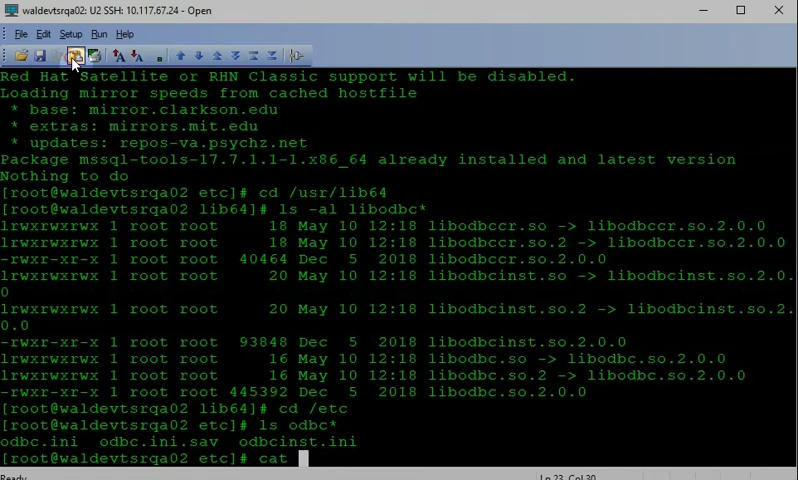 waldevtsrqa02: U2 SSH: 10.117.67.24 - Open
File Edit Setup Run Help
Red Hat Satellite or RHN Classic support will be disabled.
Loading mirror speeds from cached hostfile
* base: mirror.clarkson.edu
* extras: mirrors.mit.edu
* updates: repos-va.psychz.net
Package mssql-tools-17.7.1.1-1.x86_64 already installed and latest version
Nothing to do
[root@waldevtsrqa02 etc]# cd /usr/lib64
[root@waldevtsrqa02 lib64]# ls -al libodbc*
lrwxrwxrwx 1 root root 18 May 10 12:18 libodbccr.so -> libodbccr.so.2.0.0
lrwxrwxrwx 1 root root 18 May 10 12:18 libodbccr.so.2 -> libodbccr.so.2.0.0
-rwxr-xr-x 1 root root 40464 Dec 5 2018 libodbccr.so.2.0.0
lrwxrwxrwx 1 root root 20 May 10 12:18 libodbcinst.so -> libodbcinst.so.2.0.
0
lrwxrwxrwx 1 root root 20 May 10 12:18 libodbcinst.so.2 -> libodbcinst.so.2.
0.0
-rwxr-xr-x 1 root root 93848 Dec 5 2018 libodbcinst.so.2.0.0
lrwxrwxrwx 1 root root 16 May 10 12:18 libodbc.so -> libodbc.so.2.0.0
lrwxrwxrwx 1 root root 16 May 10 12:18 libodbc.so.2 -> libodbc.so.2.0.0
-rwxr-xr-x 1 root root 445392 Dec 5 2018 libodbc.so.2.0.0
[root@waldevtsrqa02 lib64]# cd /etc
[root@waldevtsrqa02 etc]# ls odbc*
odbc.ini odbc.ini.sav odbcinst.ini
[root@waldevtsrqa02 etc]# cat
Ready Ln 23, Col 30